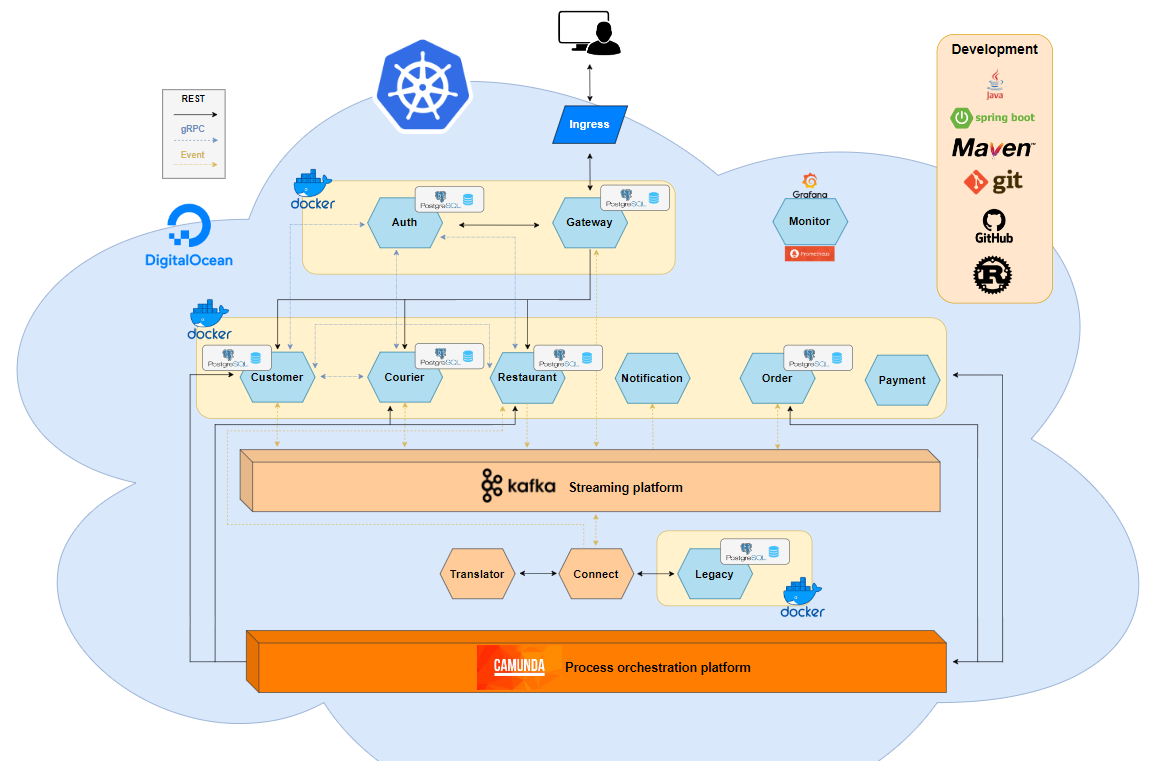 Development
Java
spring boot
Maven™
git
GitHub
REST
gRPC
Event
Ingress
docker
PostgreSQL
PostgreSQL
Auth
Gateway
Grafana
Monitor
Prometheus
DigitalOcean
docker
PostgreSQL
PostgreSQL
PostgreSQL
PostgreSQL
Customer
Courier
Restaurant
Notification
Order
Payment
kafka Streaming platform
PostgreSQL
Translator
Connect
Legacy
docker
CAMUNDA Process orchestration platform